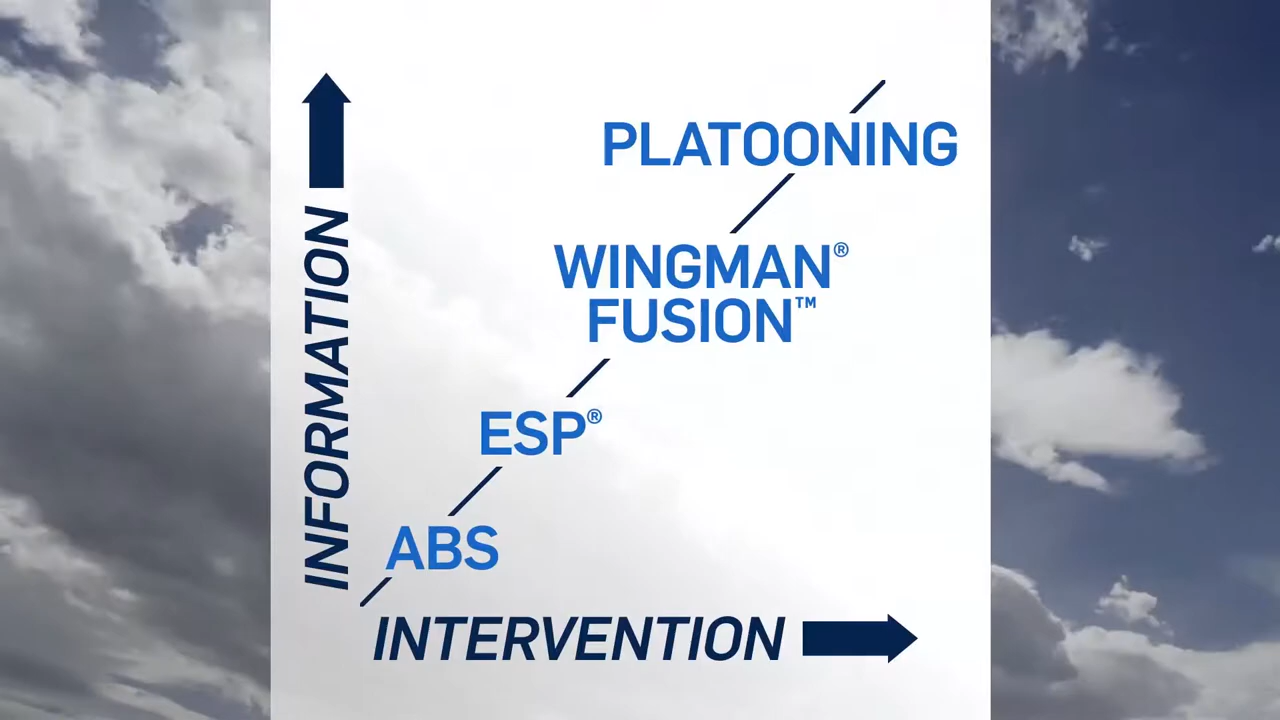 PLATOONING
WINGMAN®
FUSION™
ESP®
ABS
INFORMATION
INTERVENTION